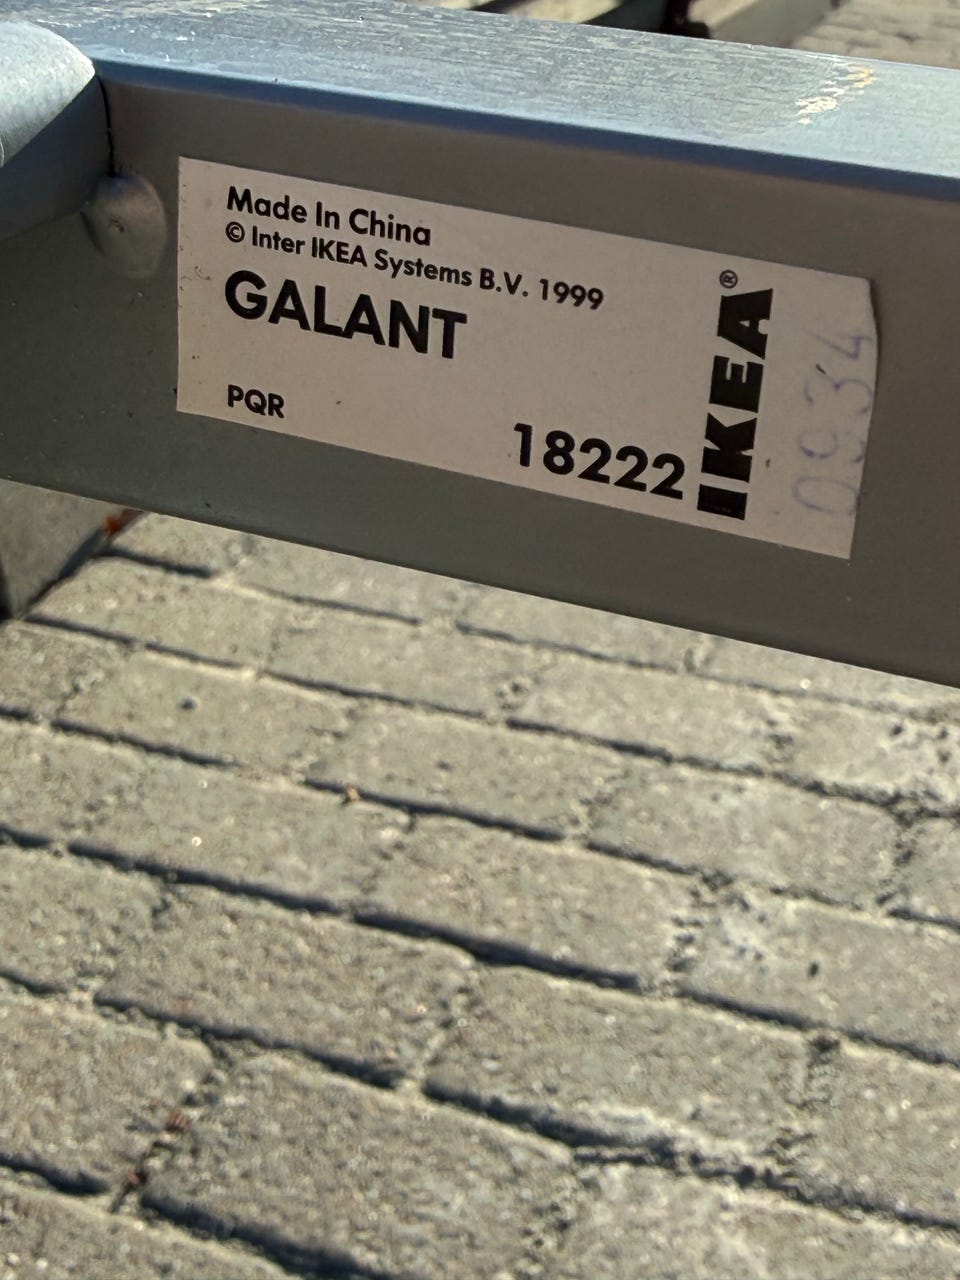 Made In China
© Inter IKEA Systems B.V. 1999
GALANT
PQR
18222
IKEA®
0934